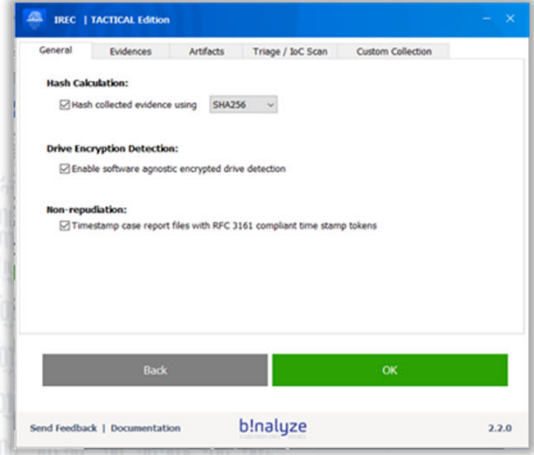 IREC | TACTICAL Edition
General Evidences Artifacts Triage / IoC Scan Custom Collection
Hash Calculation:
Hash collected evidence using SHA256
Drive Encryption Detection:
Enable software agnostic encrypted drive detection
Non-repudiation:
Timestamp case report files with RFC 3161 compliant time stamp tokens
Back OK
Send Feedback | Documentation b!nalyze 2.2.0